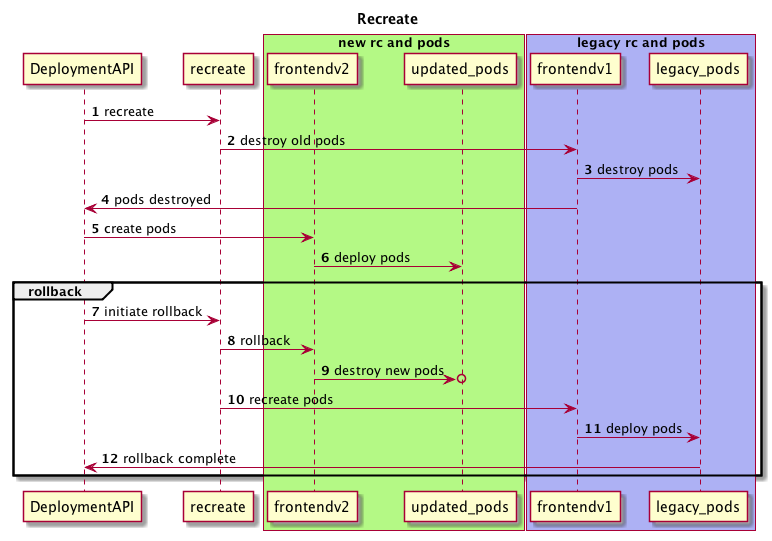 Recreate
new rc and pods legacy rc and pods
DeploymentAPI recreate frontendv2 updated_pods frontendv1 legacy_pods
1 recreate
2 destroy old pods
3 destroy pods
4 pods destroyed
5 create pods
6 deploy pods
rollback
7 initiate rollback
8 rollback
9 destroy new pods
10 recreate pods
11 deploy pods
12 rollback complete
DeploymentAPI recreate frontendv2 updated_pods frontendv1 legacy_pods